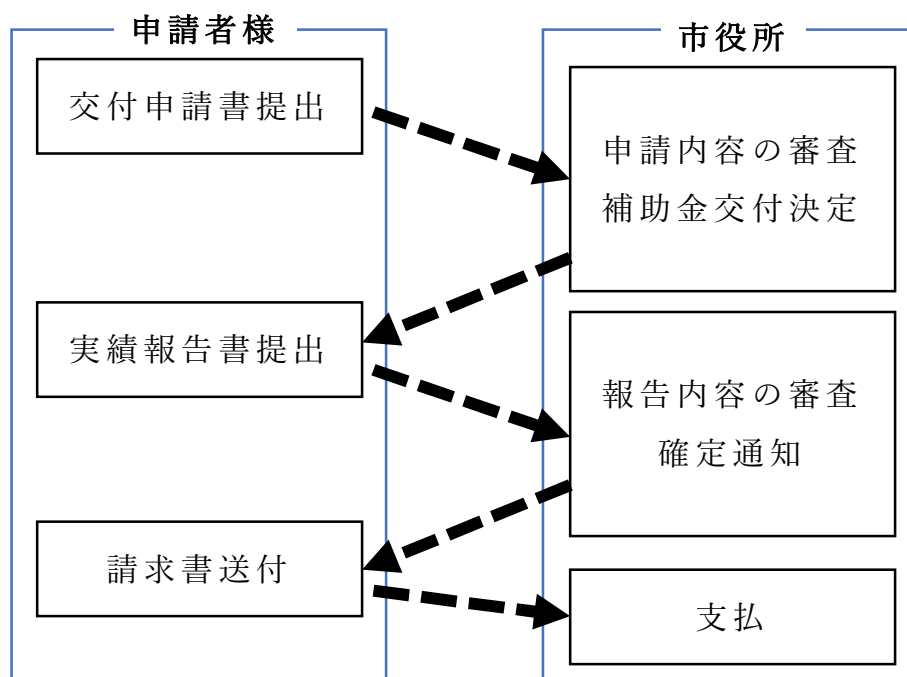 申請者様
市役所
交付申請書提出
申請内容の審査
補助金交付決定
実績報告書提出
報告内容の審査
確定通知
請求書送付
支払